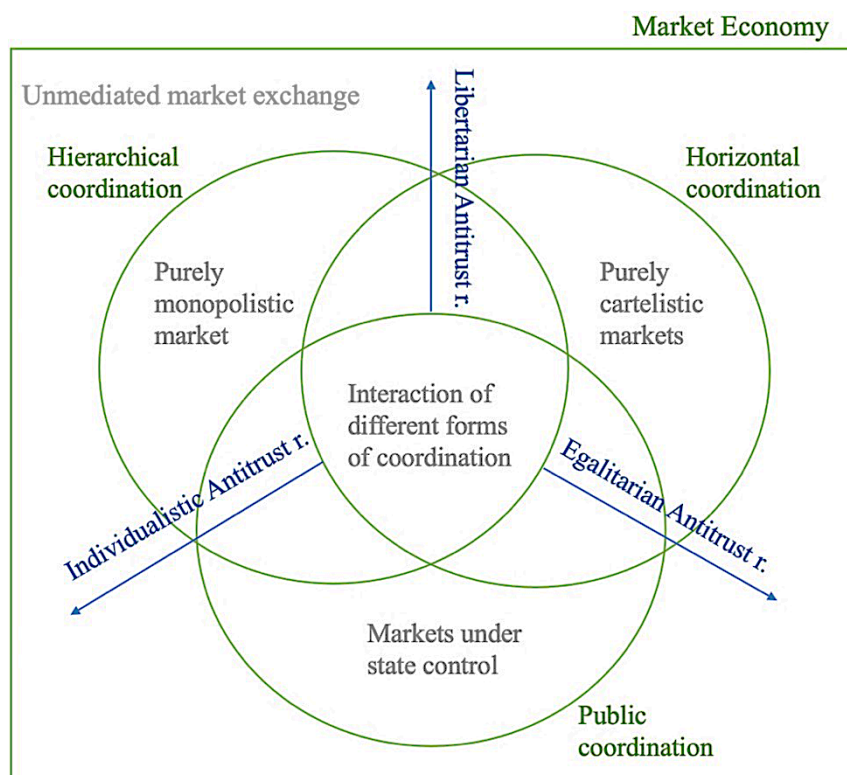 Market Economy
Unmediated market exchange
Libertarian Antitrust r.
Hierarchical
coordination
Horizontal
coordination
Purely
monopolistic
market
Purely
cartelistic
markets
Interaction of
different forms
of coordination
Individualistic Antitrust r.
Egalitarian Antitrust r.
Markets under
state control
Public
coordination